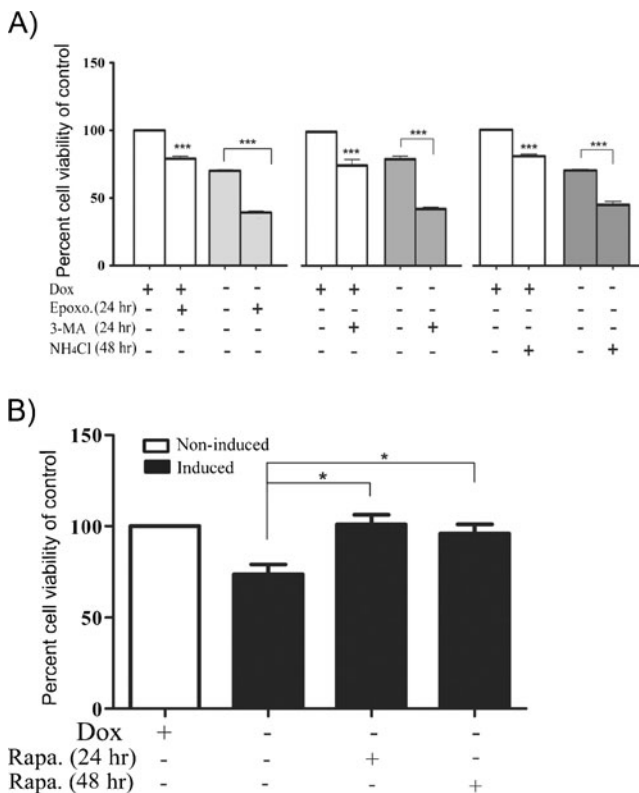 A)
Percent cell viability of control
150
100
50
0
*** *** *** *** *** ***
Dox + + - - + + - - + + - -
Epoxo. (24 hr) - + - + - - - - - - - -
3-MA (24 hr) - - - - - + - + - - - -
NH4Cl (48 hr) - - - - - - - - - + - +
B)
Percent cell viability of control
150
100
50
0
Non-induced
Induced
* *
Dox + - - -
Rapa. (24 hr) - - + -
Rapa. (48 hr) - - - +